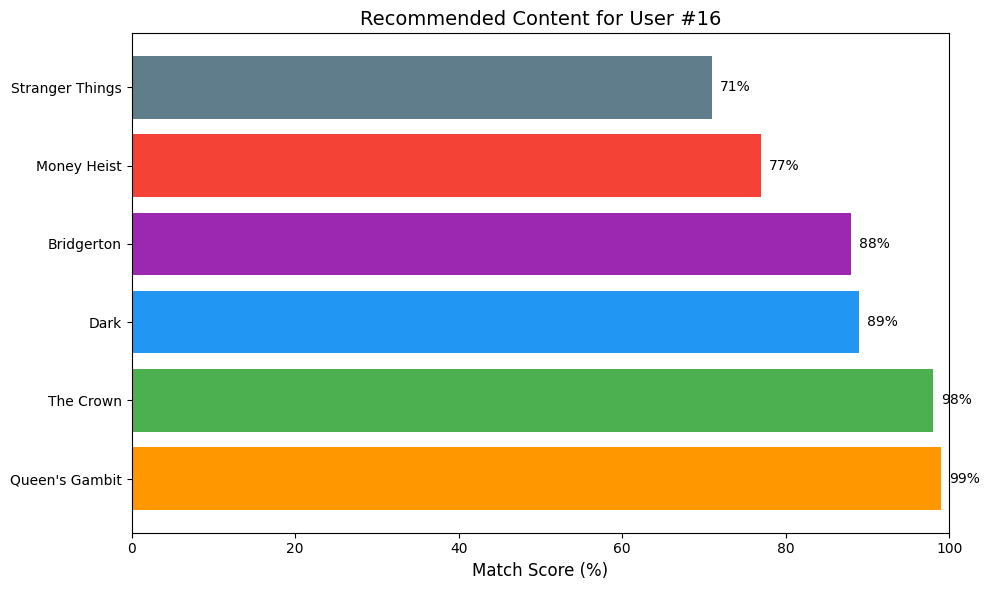 Recommended Content for User #16
Stranger Things
71%
Money Heist
77%
Bridgerton
88%
Dark
89%
The Crown
98%
Queen's Gambit
99%
0
20
40
60
80
100
Match Score (%)